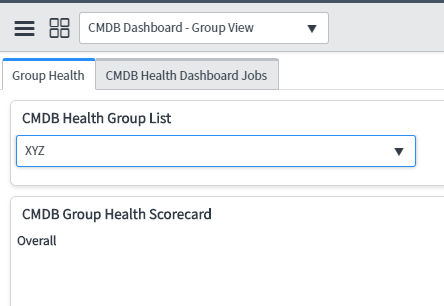 CMDB Dashboard - Group View
Group Health
CMDB Health Dashboard Jobs
CMDB Health Group List
XYZ
CMDB Group Health Scorecard
Overall